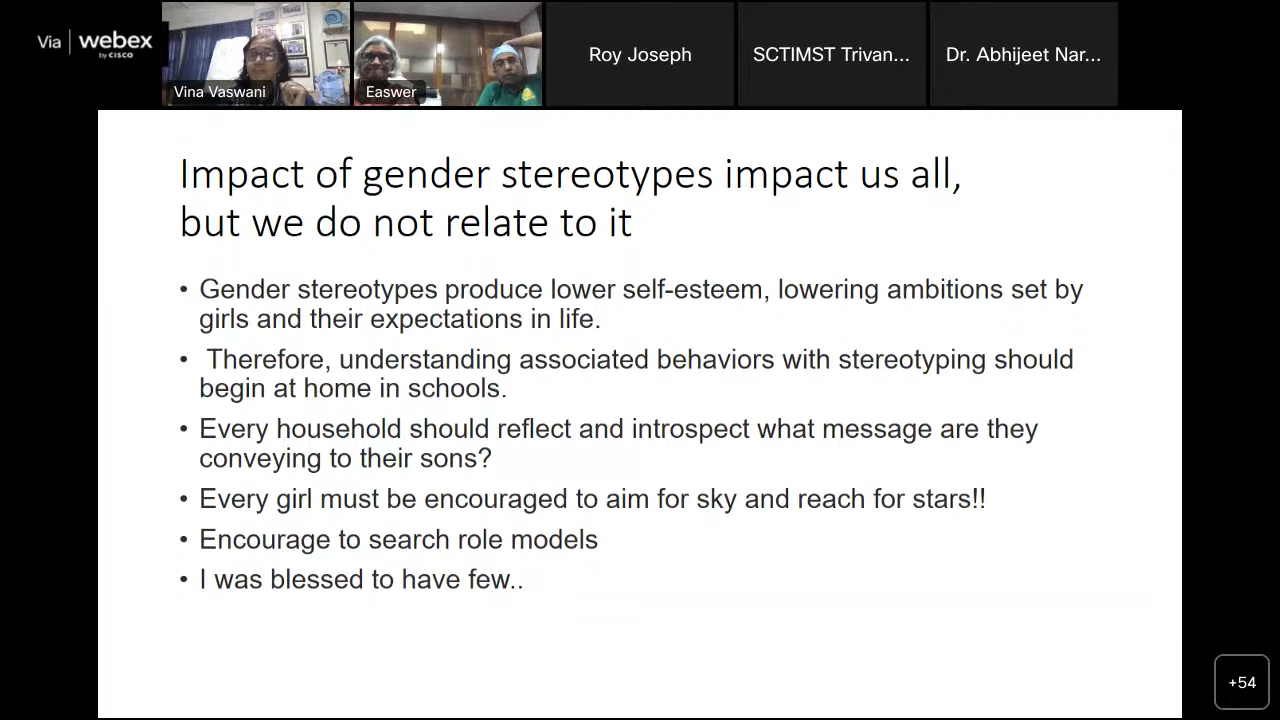 Via | webex
by CISCO
Vina Vaswani
Easwer
Roy Joseph
SCTIMST Trivan...
Dr. Abhijeet Nar...
Impact of gender stereotypes impact us all,
but we do not relate to it
• Gender stereotypes produce lower self-esteem, lowering ambitions set by
girls and their expectations in life.
• Therefore, understanding associated behaviors with stereotyping should
begin at home in schools.
• Every household should reflect and introspect what message are they
conveying to their sons?
• Every girl must be encouraged to aim for sky and reach for stars!!
• Encourage to search role models
• I was blessed to have few..
+54